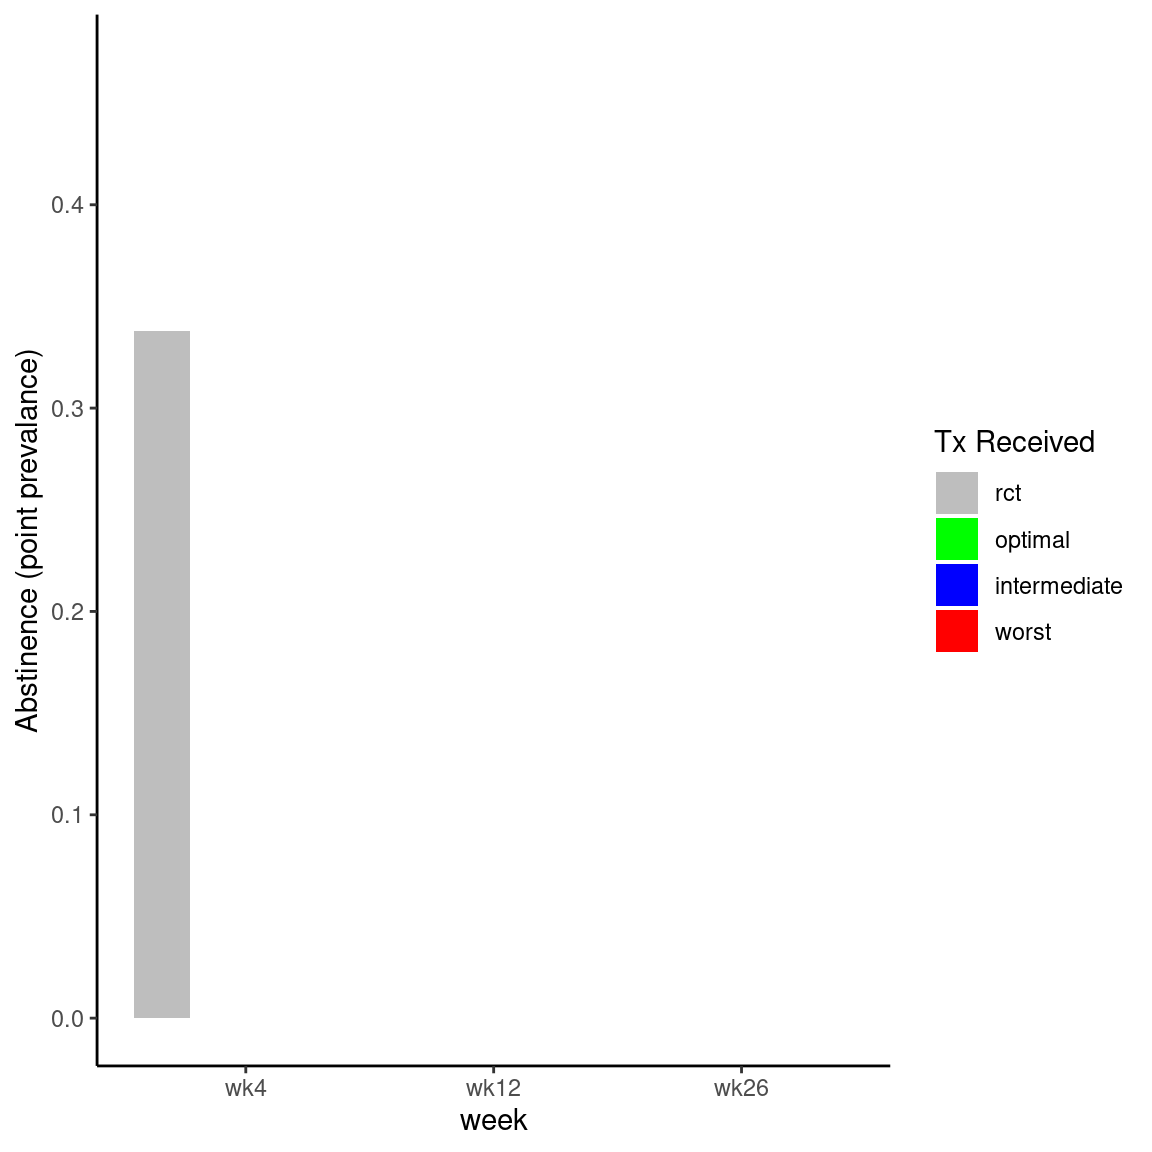 Abstinence (point prevalance)
0.4
0.3
0.2
0.1
0.0
wk4
wk12
wk26
week
Tx Received
rct
optimal
intermediate
worst